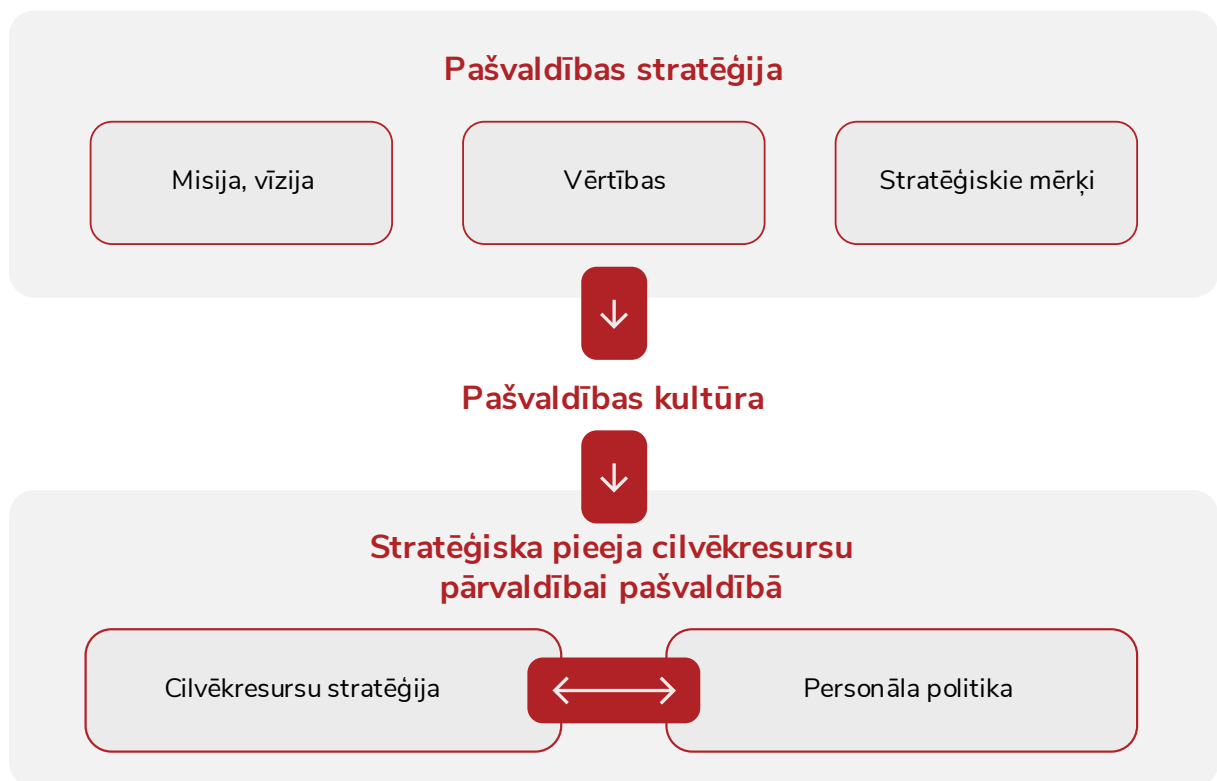 Pašvaldības stratēģija
Misija, vīzija
Vērtības
Stratēģiskie mērķi
Pašvaldības kultūra
Stratēģiska pieeja cilvēkresursu
pārvaldībai pašvaldībā
Cilvēkresursu stratēģija
Personāla politika